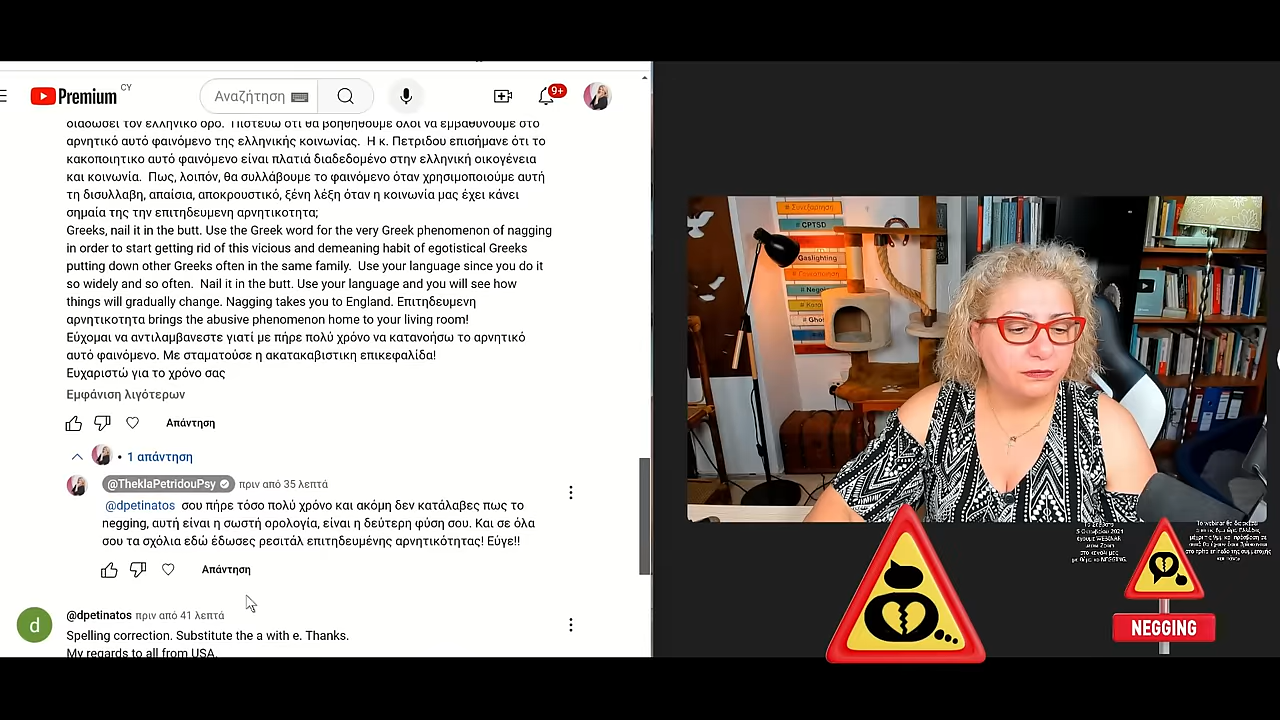 Premium CY
Αναζήτηση
9+
διαδώσει τον ελληνικό όρο. Πιστεύω ότι θα βοηθηθούμε όλοι να εμβαθύνουμε στο
αρνητικό αυτό φαινόμενο της ελληνικής κοινωνίας. Η κ. Πετριδου επισήμανε ότι το
κακοποιητικο αυτό φαινόμενο είναι πλατιά διαδεδομένο στην ελληνική οικογένεια
και κοινωνία. Πως, λοιπόν, θα συλλάβουμε το φαινόμενο όταν χρησιμοποιούμε αυτή
τη δισυλλαβη, απαίσια, αποκρουστικό, ξένη λέξη όταν η κοινωνία μας έχει κάνει
σημαία της την επιτηδευμενη αρνητικότητα;
Greeks nail it in the butt. Use the Greek word for the very Greek phenomenon of nagging
in order to start getting rid of this vicious and demeaning habit of egotistical Greeks
putting down other Greeks often in the same family. Use your language since you do it
so widely and so often. Nail it in the butt. Use your language and you will see how
things will gradually change. Nagging takes you to England. Επιτηδευμενη
αρνητικότητα brings the abusive phenomenon home to your living room!
Εύχομαι να αντιλαμβανεστε γιατί με πήρε πολύ χρόνο να κατανοήσω το αρνητικό
αυτό φαινόμενο. Με σταματούσε η ακατακαβιστικη επικεφαλίδα!
Ευχαριστώ για το χρόνο σας
Εμφάνιση λιγότερων
Απάντηση
• 1 απάντηση
@TheklaPetridouPsy πριν από 35 λεπτά
@dpetinatos σου πήρε τόσο πολύ χρόνο και ακόμη δεν κατάλαβες πως το
negging, αυτή είναι η σωστή ορολογία, είναι η δεύτερη φύση σου. Και σε όλα
σου τα σχόλια εδώ έδωσες ρεσιτάλ επιτηδευμένης αρνητικότητας! Εύγε!!
Απάντηση
d
@dpetinatos πριν από 41 λεπτά
Spelling correction. Substitute the a with e. Thanks.
My regards to all from USA.
# CPTSD
Gaslighting
NEGGING